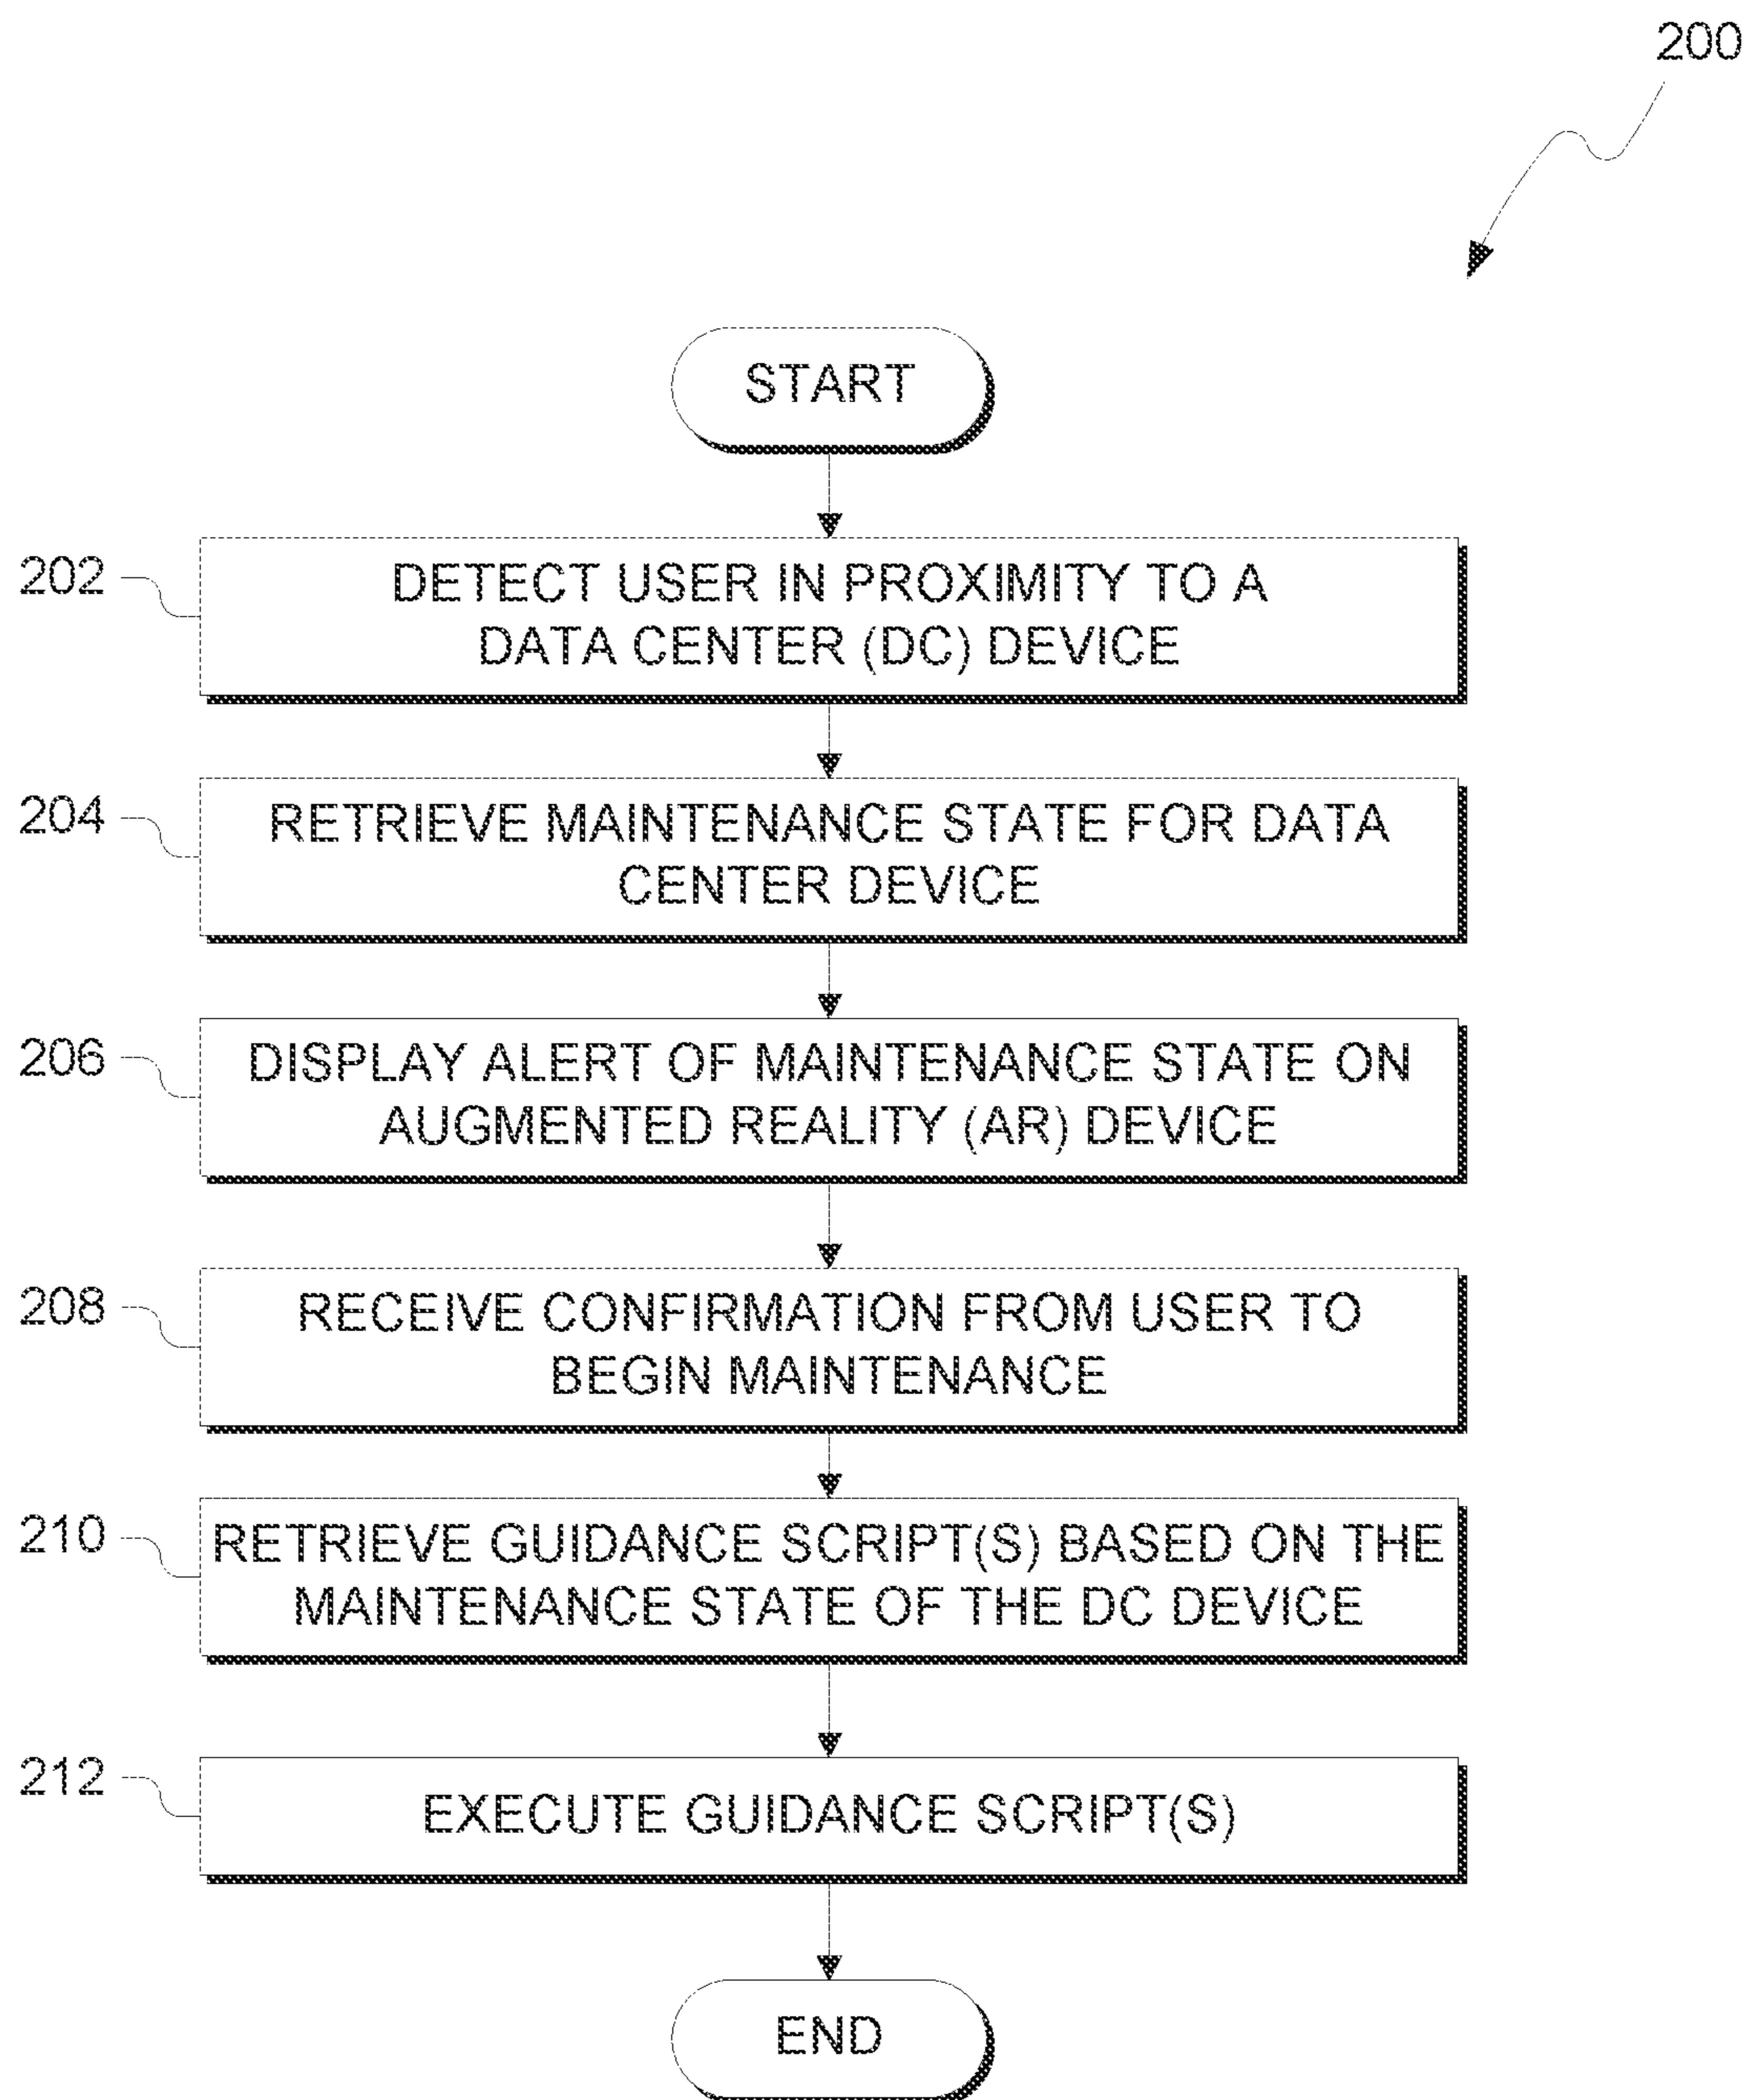 200
START
202
DETECT USER IN PROXIMITY TO A
DATA CENTER (DC) DEVICE
204
RETRIEVE MAINTENANCE STATE FOR DATA
CENTER DEVICE
206
DISPLAY ALERT OF MAINTENANCE STATE ON
AUGMENTED REALITY (AR) DEVICE
208
RECEIVE CONFIRMATION FROM USER TO
BEGIN MAINTENANCE
210
RETRIEVE GUIDANCE SCRIPT(S) BASED ON THE
MAINTENANCE STATE OF THE DC DEVICE
212
EXECUTE GUIDANCE SCRIPT(S)
END